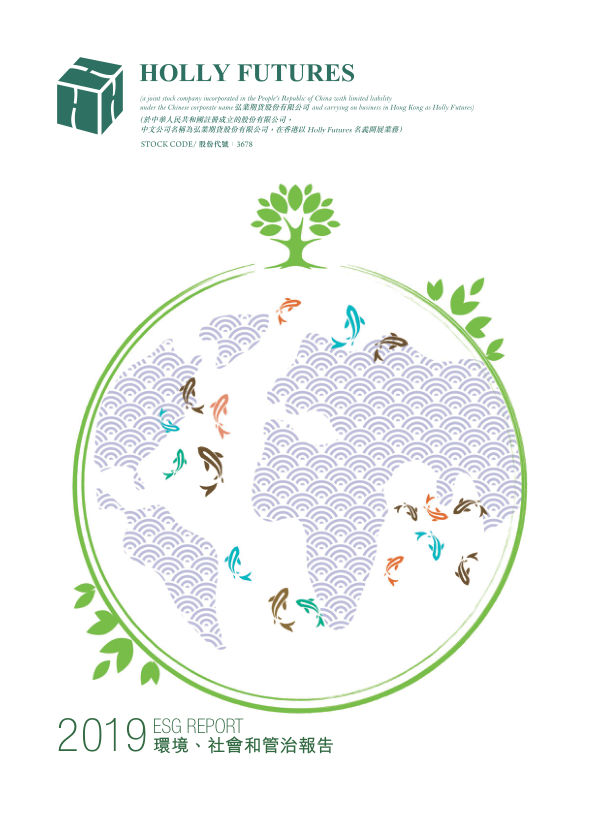 HOLLY FUTURES
(a joint stock company incorporated in the People's Republic of China with limited liability
under the Chinese corporate name 弘業期貨股份有限公司 and carrying on business in Hong Kong as Holly Futures)
(於中華人民共和國註冊成立的股份有限公司，
中文公司名稱為弘業期貨股份有限公司，在香港以 Holly Futures 名義開展業務)
STOCK CODE/ 股份代號：3678
2019 ESG REPORT
環境、社會和管治報告